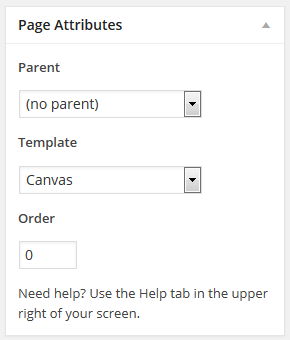 Page Attributes
Parent
(no parent)
Template
Canvas
Order
0
Need help? Use the Help tab in the upper
right of your screen.